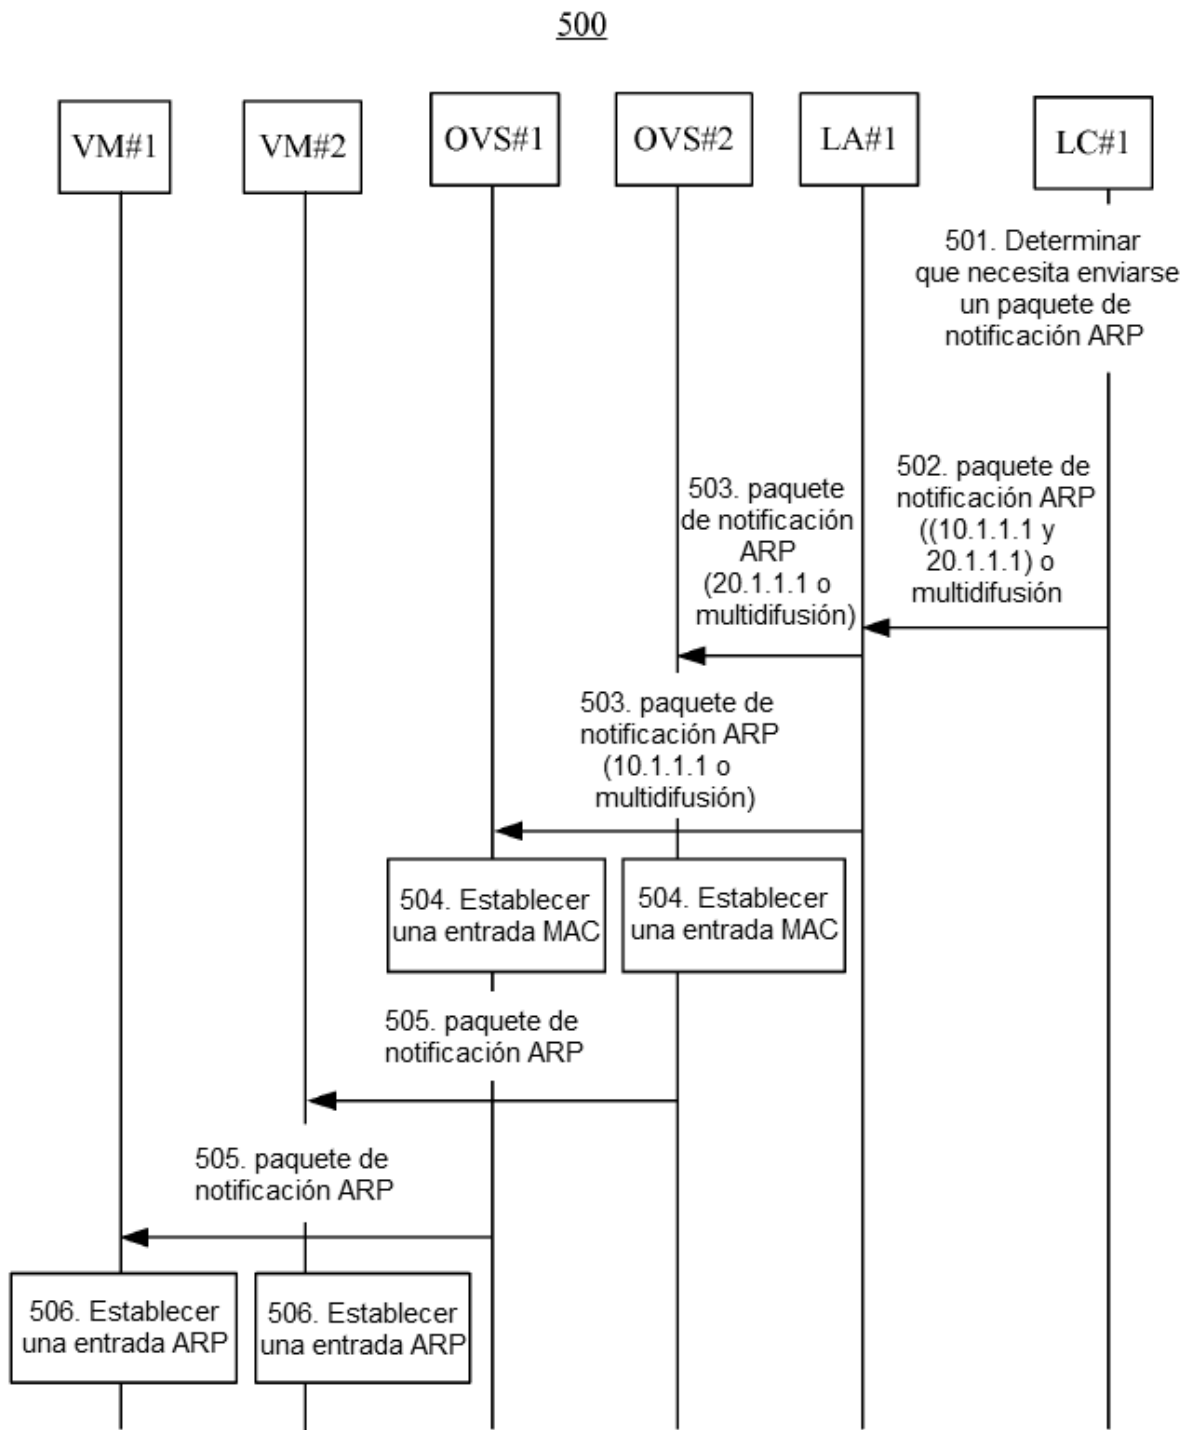 500
VM#1
VM#2
OVS#1
OVS#2
LA#1
LC#1
501. Determinar
que necesita enviarse
un paquete de
notificación ARP
502. paquete de
notificación ARP
((10.1.1.1 y
20.1.1.1) o
multidifusión
503. paquete
de notificación
ARP
(20.1.1.1 o
multidifusión)
503. paquete de
notificación ARP
(10.1.1.1 o
multidifusión)
504. Establecer
una entrada MAC
504. Establecer
una entrada MAC
505. paquete de
notificación ARP
505. paquete de
notificación ARP
506. Establecer
una entrada ARP
506. Establecer
una entrada ARP